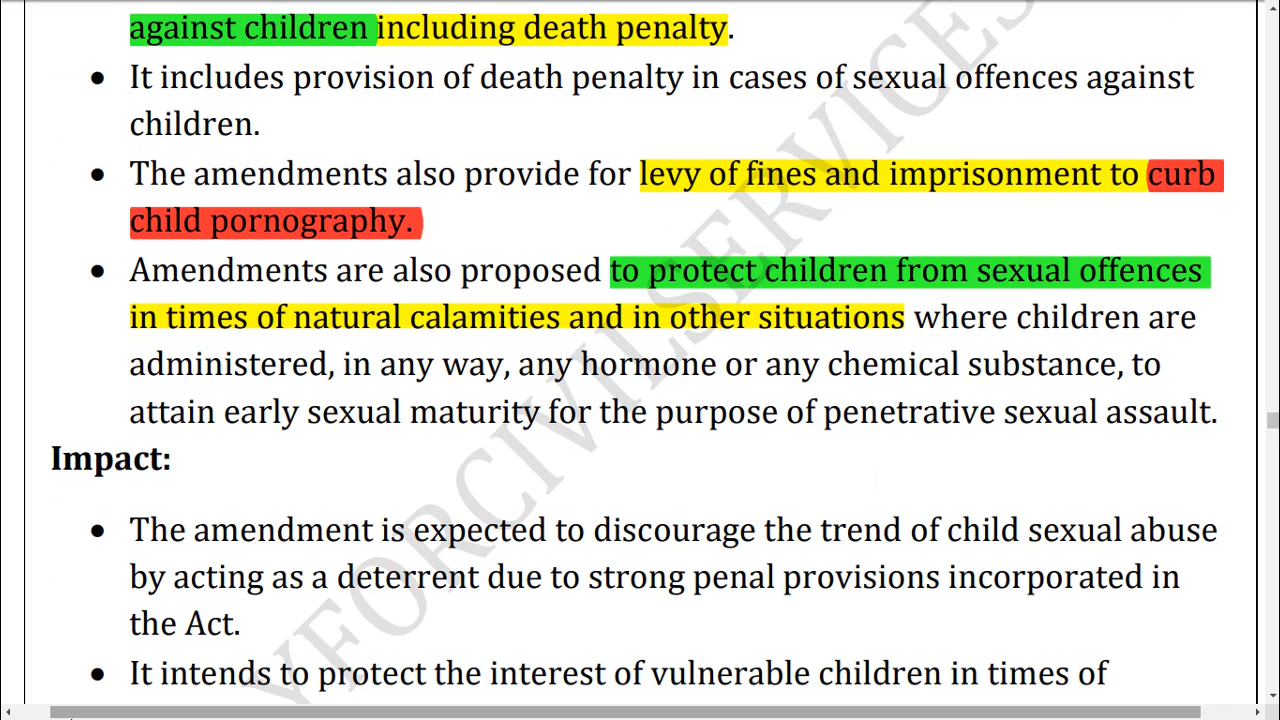 against children including death penalty.
• It includes provision of death penalty in cases of sexual offences against
children.
• The amendments also provide for levy of fines and imprisonment to curb
child pornography.
• Amendments are also proposed to protect children from sexual offences
in times of natural calamities and in other situations where children are
administered, in any way, any hormone or any chemical substance, to
attain early sexual maturity for the purpose of penetrative sexual assault.
Impact:
• The amendment is expected to discourage the trend of child sexual abuse
by acting as a deterrent due to strong penal provisions incorporated in
the Act.
• It intends to protect the interest of vulnerable children in times of
YFORCIVILSERVICES